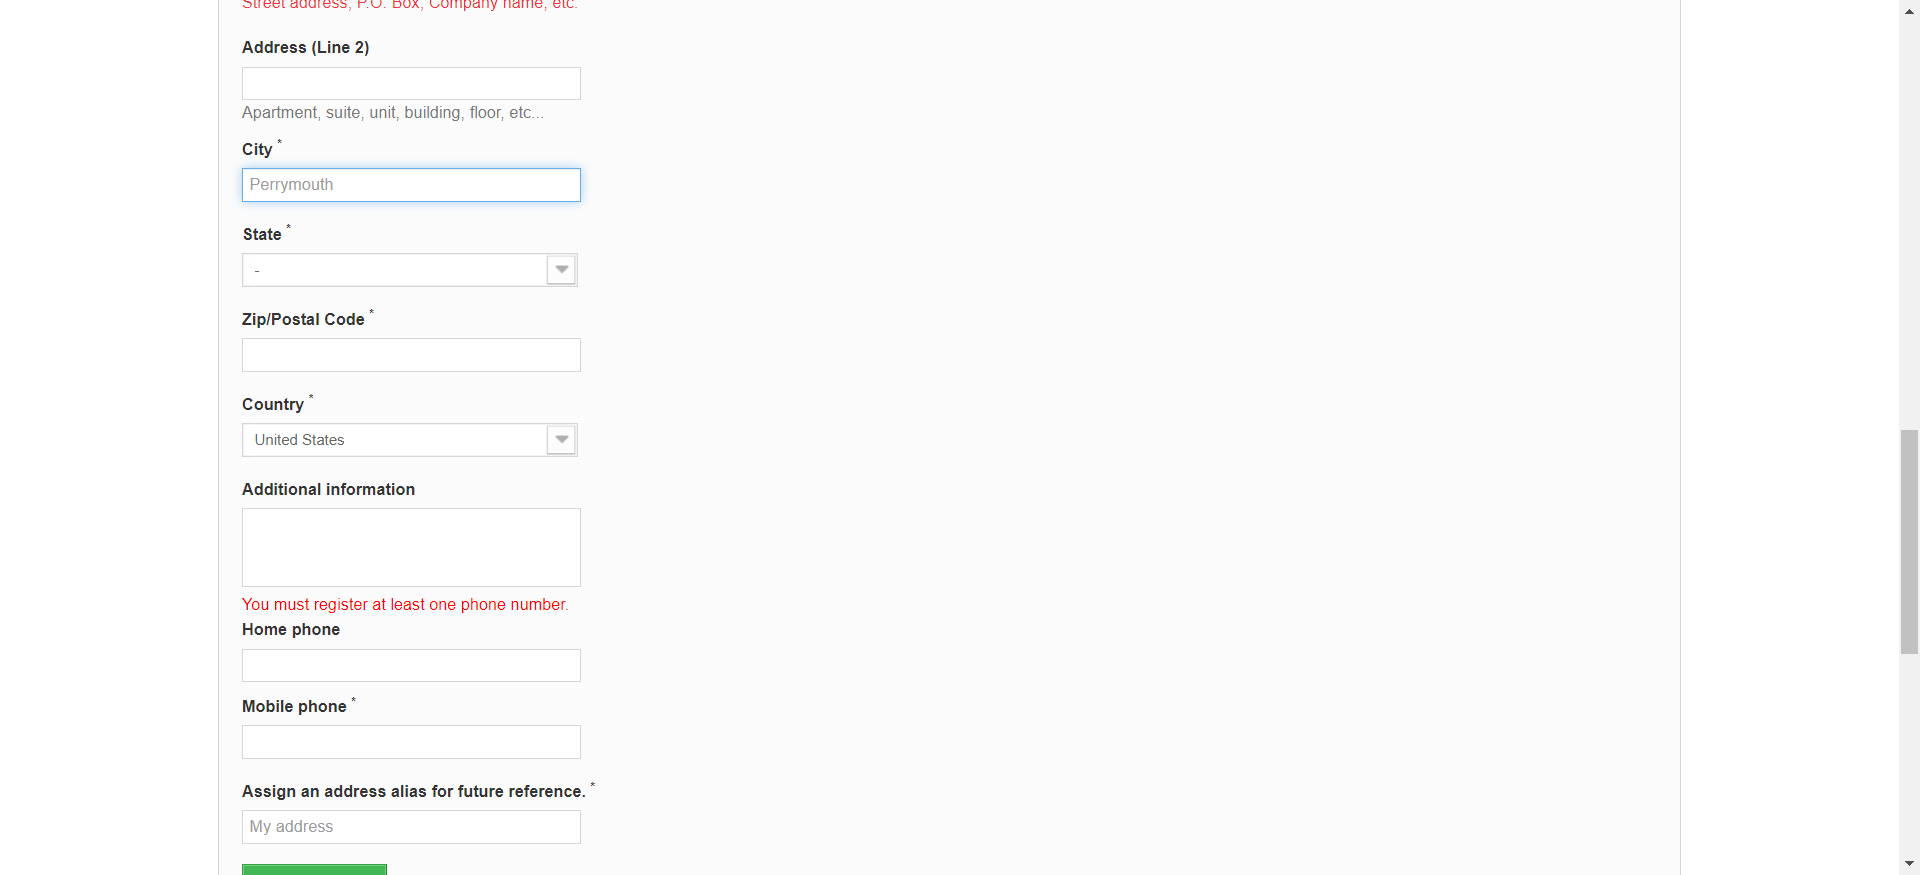 Street address, P.O. Box, Company name, etc.
Address (Line 2)
Apartment, suite, unit, building, floor, etc...
City *
Perrymouth
State *
-
Zip/Postal Code *
Country *
United States
Additional information
You must register at least one phone number.
Home phone
Mobile phone *
Assign an address alias for future reference. *
My address